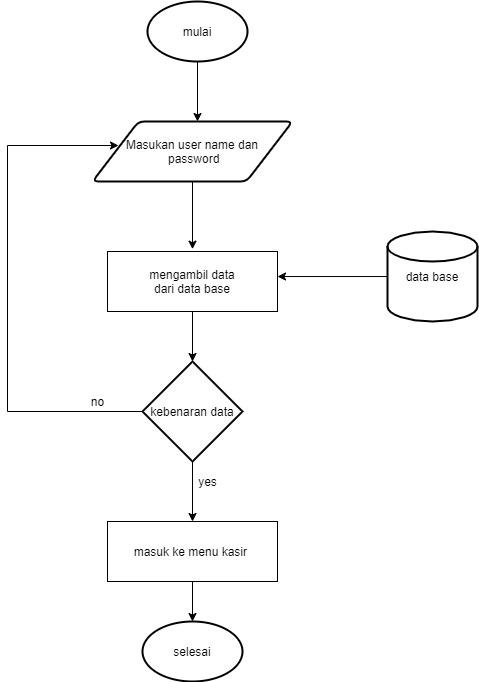 mulai
Masukan user name dan
password
mengambil data
dari data base
data base
kebenaran data
no
yes
masuk ke menu kasir
selesai